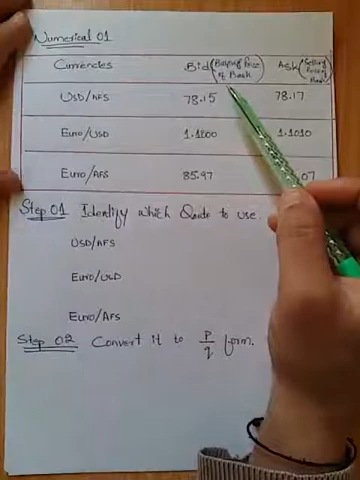 Numerical 01
Currencies Bid (Buying Price of Bank) Ask (Selling Price of Bank)
USD/AFS 78.15 78.17
Euro/USD 1.1000 1.1010
Euro/AFS 85.97 .07
Step 01 Identify which Quote to use.
USD/AFS
Euro/USD
Euro/AFS
Step 02 Convert it to P/q form.